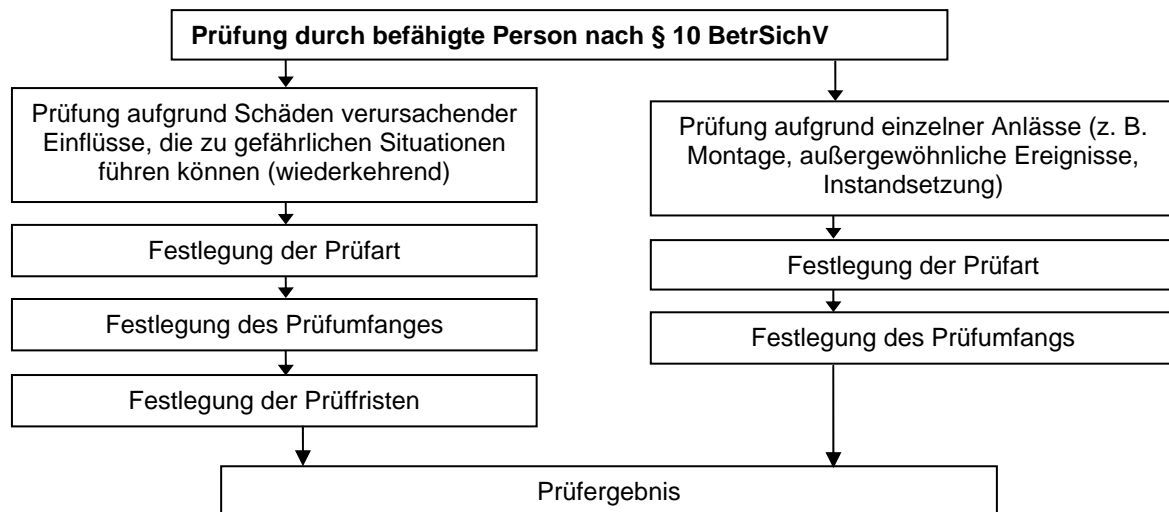 Prüfung durch befähigte Person nach § 10 BetrSichV
Prüfung aufgrund Schäden verursachender
Einflüsse, die zu gefährlichen Situationen
führen können (wiederkehrend)
Festlegung der Prüfart
Festlegung des Prüfumfanges
Festlegung der Prüffristen
Prüfung aufgrund einzelner Anlässe (z. B.
Montage, außergewöhnliche Ereignisse,
Instandsetzung)
Festlegung der Prüfart
Festlegung des Prüfumfangs
Prüfergebnis